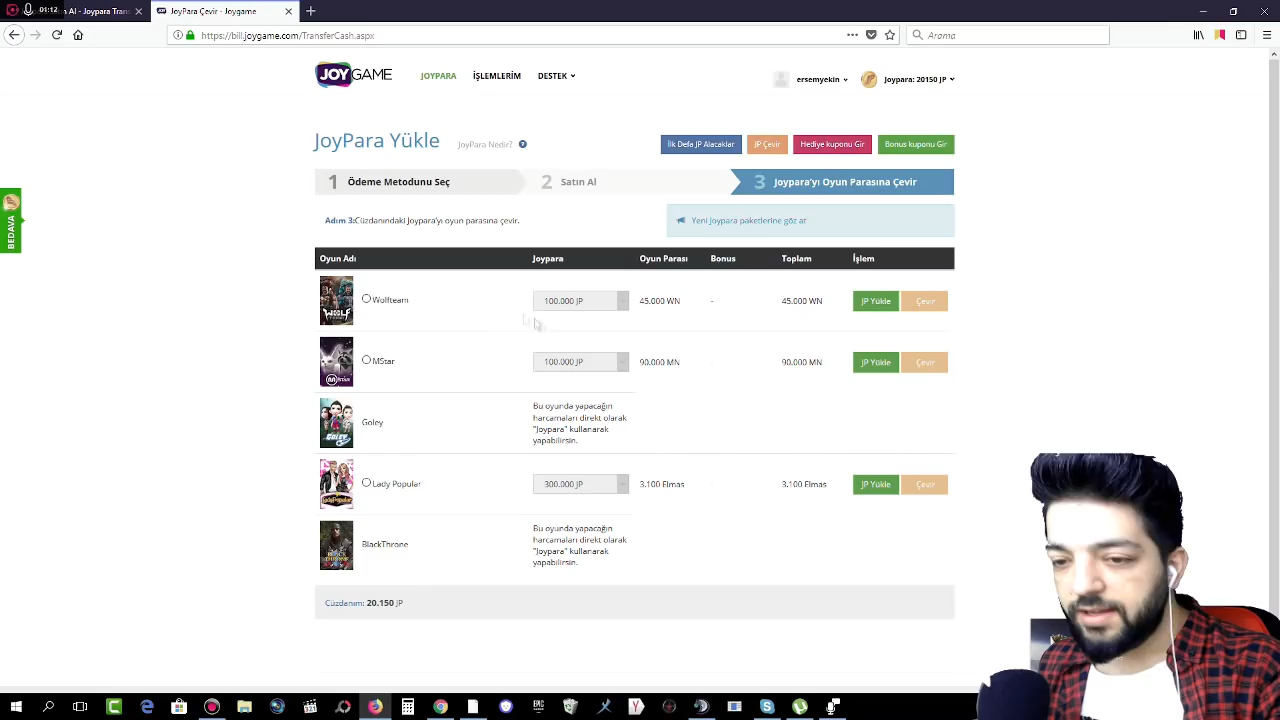 01:12
AI - Joypara Trans
JoyPara Çevir - Joygame
https://bill.joygame.com/TransferCash.aspx
Arama
JOYGAME
JOYPARA
İŞLEMLERİM
DESTEK
ersemyekin
Joypara: 20150 JP
JoyPara Yükle
JoyPara Nedir?
İlk Defa JP Alacaklar
JP Çevir
Hediye kuponu Gir
Bonus kuponu Gir
1 Ödeme Metodunu Seç
2 Satın Al
3 Joypara'yı Oyun Parasına Çevir
BEDAVA
Adım 3:Cüzdanındaki Joypara'yı oyun parasına çevir.
Yeni Joypara paketlerine göz at
Oyun Adı Joypara Oyun Parası Bonus Toplam İşlem
Wolfteam 100.000 JP 45.000 WN - 45.000 WN JP Yükle Çevir
MStar 100.000 JP 90.000 MN 90.000 MN JP Yükle Çevir
Goley
Bu oyunda yapacağın
harcamaları direkt olarak
"Joypara" kullanarak
yapabilirsin.
Lady Popular 300.000 JP 3.100 Elmas 3.100 Elmas JP Yükle Çevir
BlackThrone
Bu oyunda yapacağın
harcamaları direkt olarak
"Joypara" kullanarak
yapabilirsin.
Cüzdanım: 20.150 JP